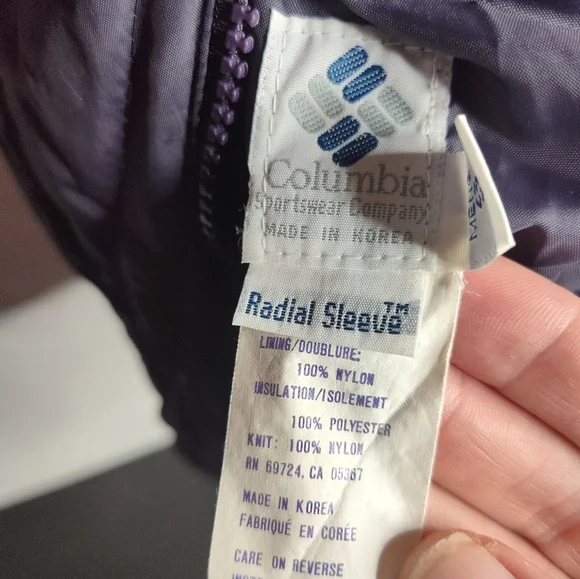 Columbia
Sportswear Company
MADE IN KOREA
Radial Sleeve™
LINING/DOUBLURE:
100% NYLON
INSULATION/ISOLEMENT
100% POLYESTER
KNIT: 100% NYLON
RN 69724, CA 05367
MADE IN KOREA
FABRIQUÉ EN CORÉE
CARE ON REVERSE